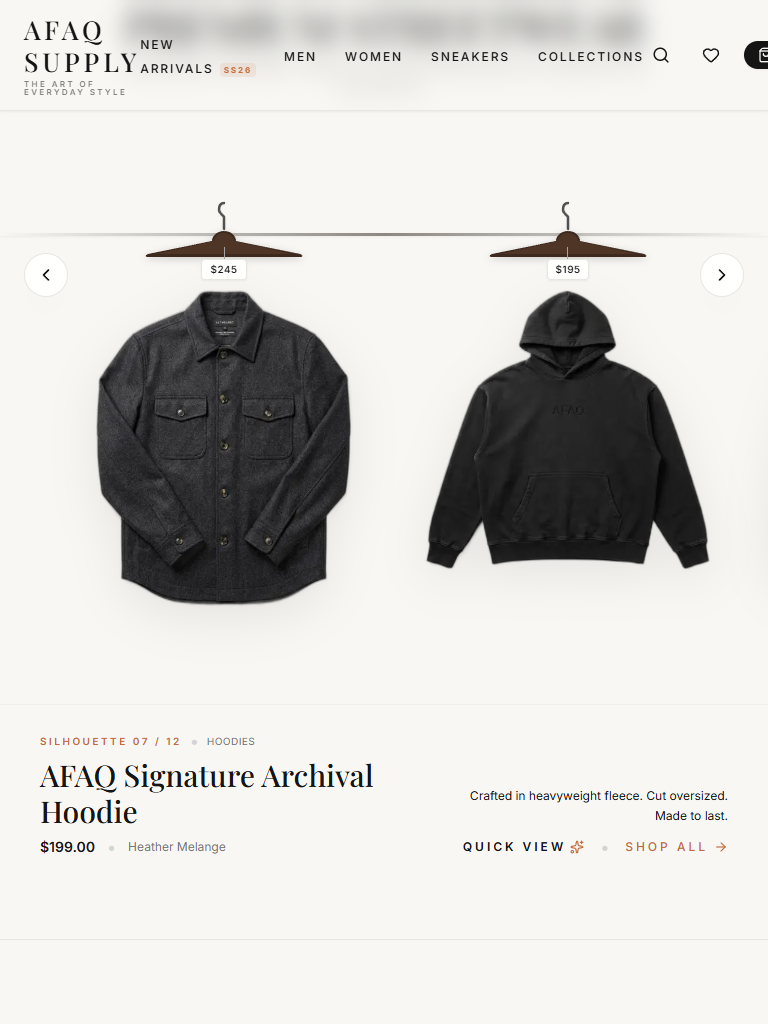 AFAQ
SUPPLY
THE ART OF
EVERYDAY STYLE
NEW
ARRIVALS SS26
MEN
WOMEN
SNEAKERS
COLLECTIONS
$245
$195
AFAQ
SILHOUETTE 07 / 12
HOODIES
AFAQ Signature Archival
Hoodie
$199.00
Heather Melange
Crafted in heavyweight fleece. Cut oversized.
Made to last.
QUICK VIEW
SHOP ALL